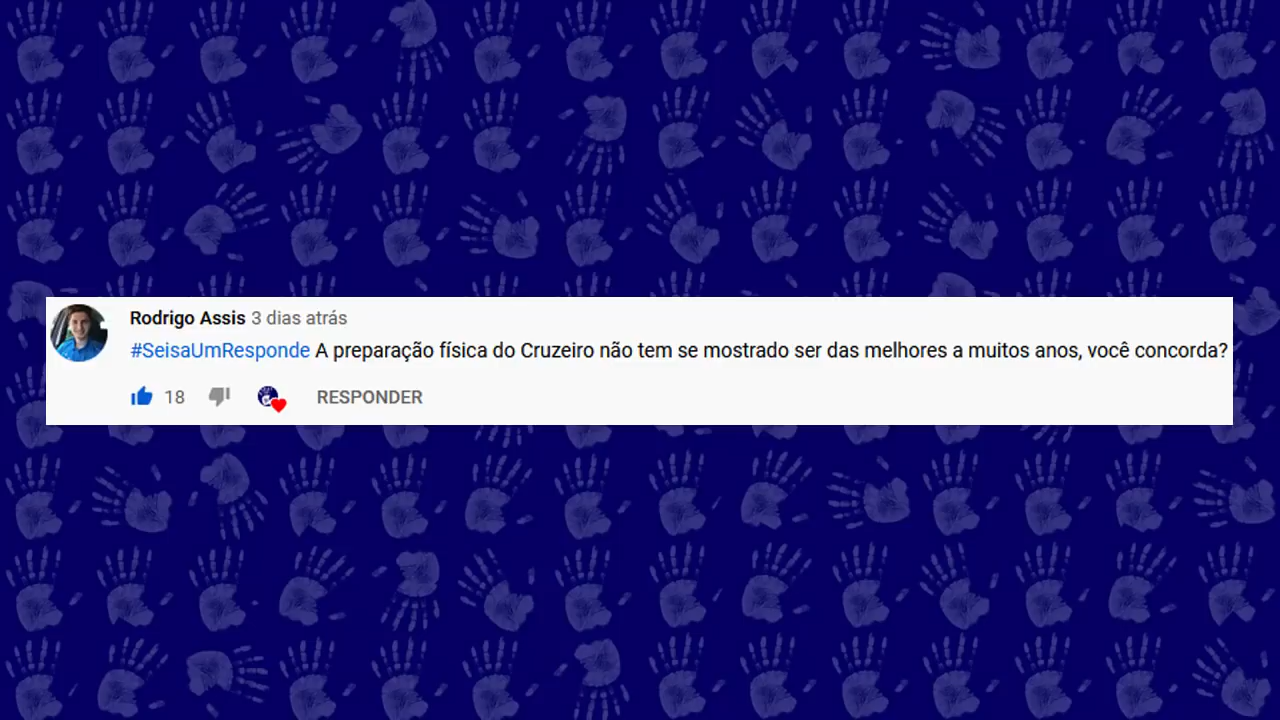 Rodrigo Assis 3 dias atrás
#SeisaUmResponde A preparação física do Cruzeiro não tem se mostrado ser das melhores a muitos anos, você concorda?
18 RESPONDER